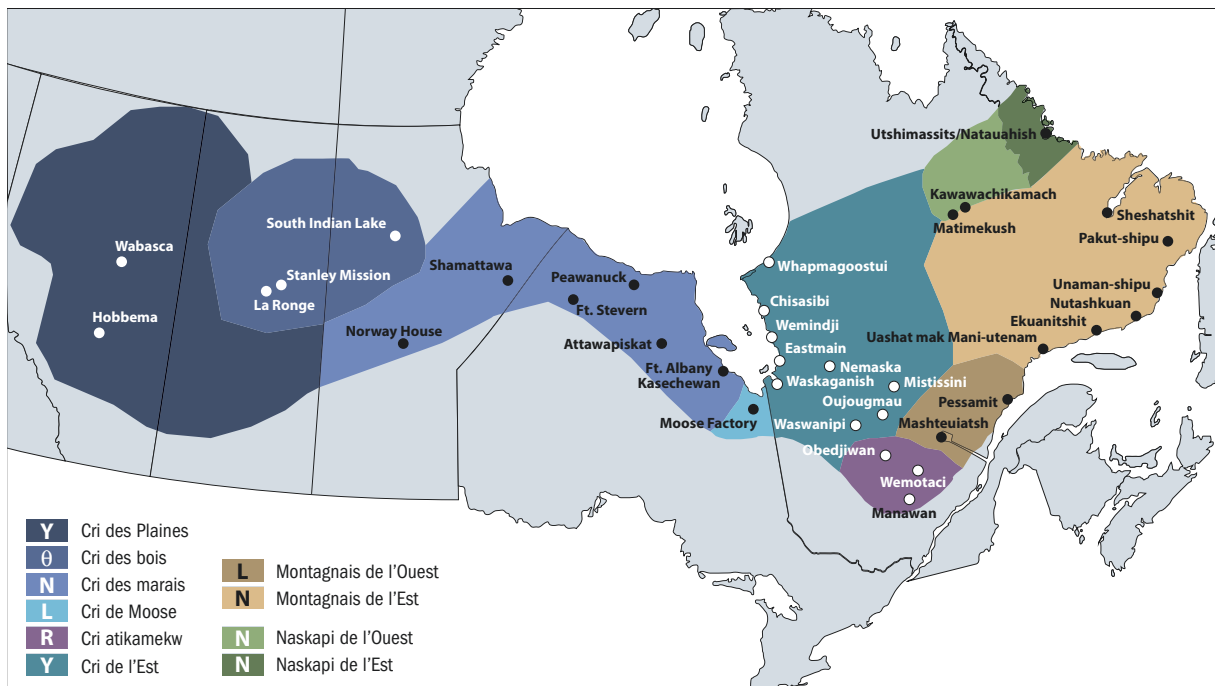 Utshimassits/Natauahish
Kawawachikamach
Matimekush
Sheshatshit
Pakut-shipu
South Indian Lake
Wabasca
Stanley Mission
La Ronge
Hobbema
Shamattawa
Norway House
Peawanuck
Ft. Stevern
Attawapiskat
Ft. Albany
Kasechewan
Moose Factory
Whapmagoostui
Chisasibi
Wemindji
Eastmain
Nemaska
Waskaganish
Mistissini
Oujougmau
Waswanipi
Unaman-shipu
Nutashkuan
Ekuanitshit
Uashat mak Mani-utenam
Pessamit
Mashteuiatsh
Obedjiwan
Wemotaci
Manawan
Y Cri des Plaines
θ Cri des bois
N Cri des marais
L Cri de Moose
R Cri atikamekw
Y Cri de l’Est
L Montagnais de l’Ouest
N Montagnais de l’Est
N Naskapi de l’Ouest
N Naskapi de l’Est